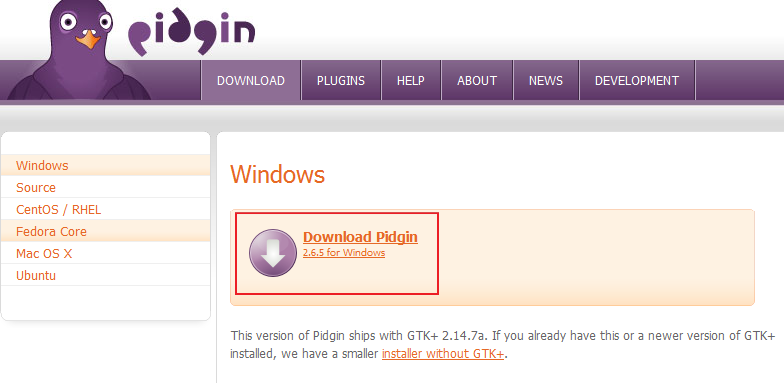 pidgin
DOWNLOAD
PLUGINS
HELP
ABOUT
NEWS
DEVELOPMENT
Windows
Source
CentOS / RHEL
Fedora Core
Mac OS X
Ubuntu
Windows
Download Pidgin
2.6.5 for Windows
This version of Pidgin ships with GTK+ 2.14.7a. If you already have this or a newer version of GTK+
installed, we have a smaller installer without GTK+.